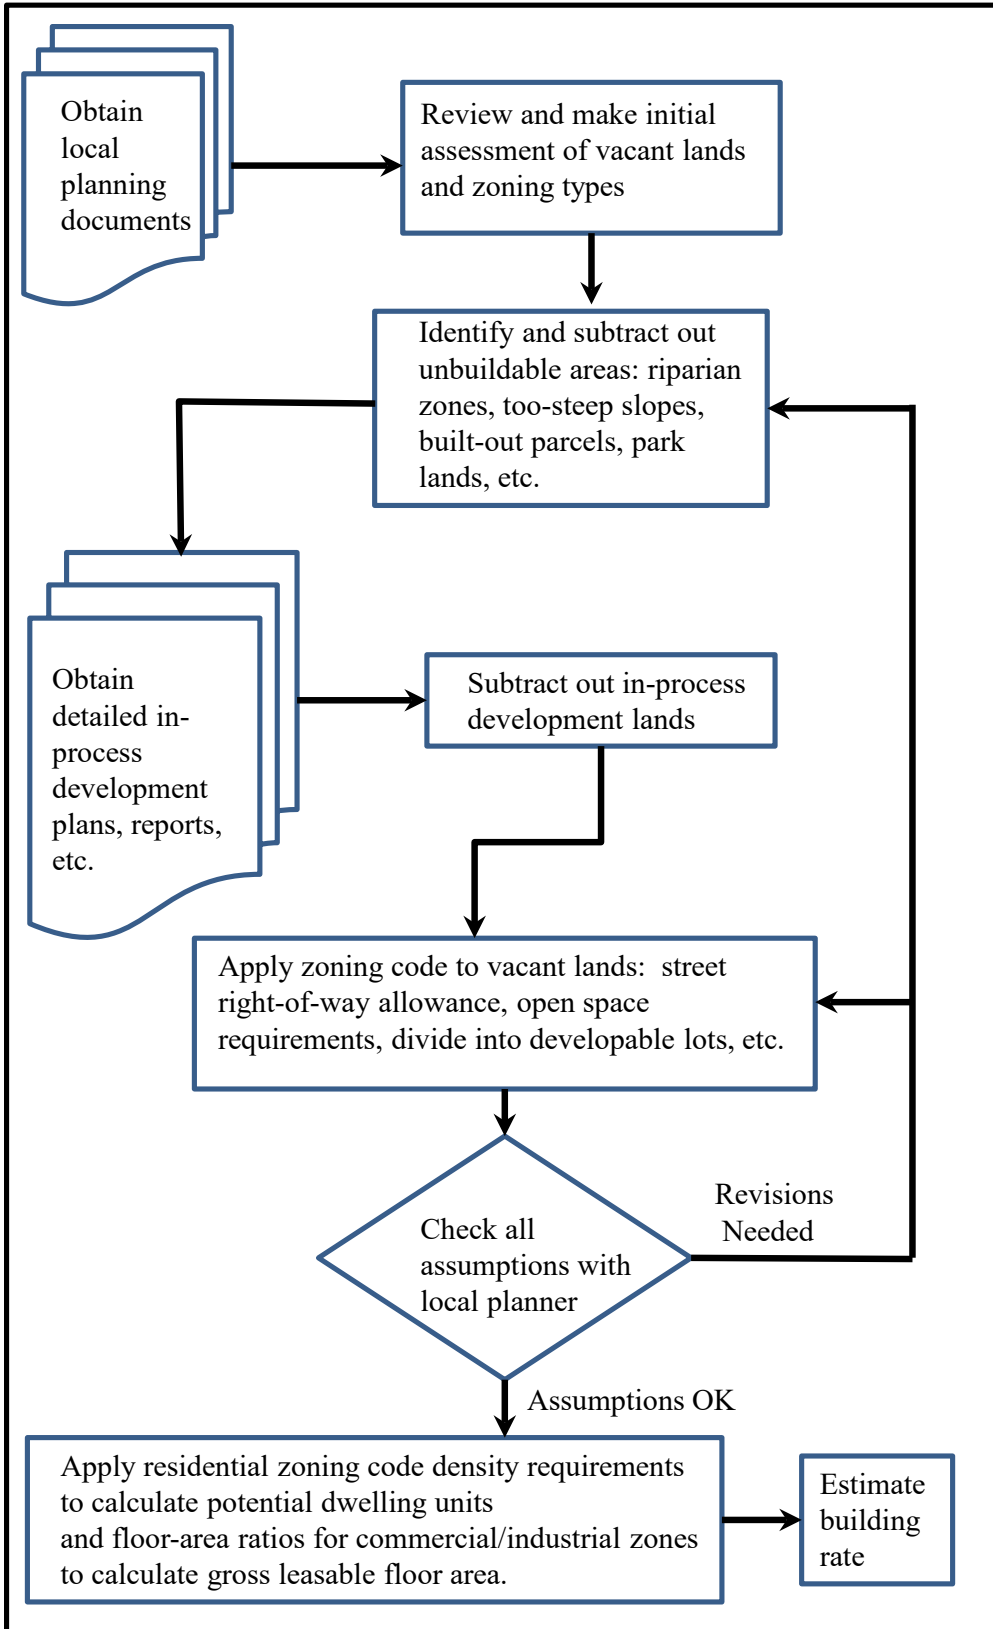 Obtain
local
planning
documents
Review and make initial
assessment of vacant lands
and zoning types
Identify and subtract out
unbuildable areas: riparian
zones, too-steep slopes,
built-out parcels, park
lands, etc.
Obtain
detailed in-
process
development
plans, reports,
etc.
Subtract out in-process
development lands
Apply zoning code to vacant lands:  street
right-of-way allowance, open space
requirements, divide into developable lots, etc.
Check all
assumptions with
local planner
Revisions
Needed
Assumptions OK
Apply residential zoning code density requirements
to calculate potential dwelling units
and floor-area ratios for commercial/industrial zones
to calculate gross leasable floor area.
Estimate
building
rate